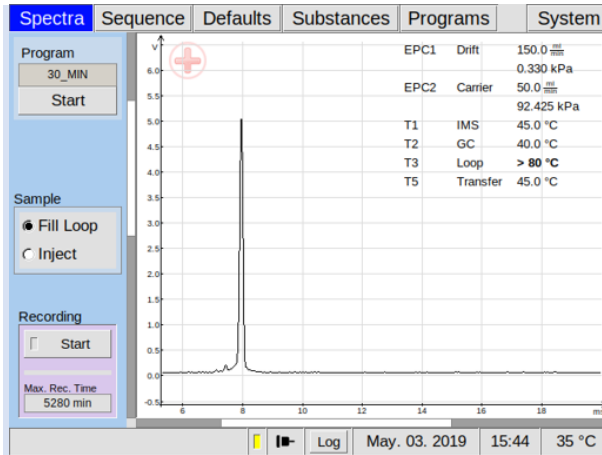 Spectra Sequence Defaults Substances Programs System
Program
30_MIN
Start
Sample
Fill Loop
Inject
Recording
Start
Max. Rec. Time
5280 min
V
6.0
5.5
5.0
4.5
4.0
3.5
3.0
2.5
2.0
1.5
1.0
0.5
0.0
-0.5
6 8 10 12 14 16 18 ms
EPC1 Drift 150.0 ml/min
0.330 kPa
EPC2 Carrier 50.0 ml/min
92.425 kPa
T1 IMS 45.0 °C
T2 GC 40.0 °C
T3 Loop > 80 °C
T5 Transfer 45.0 °C
Log May. 03. 2019 15:44 35 °C